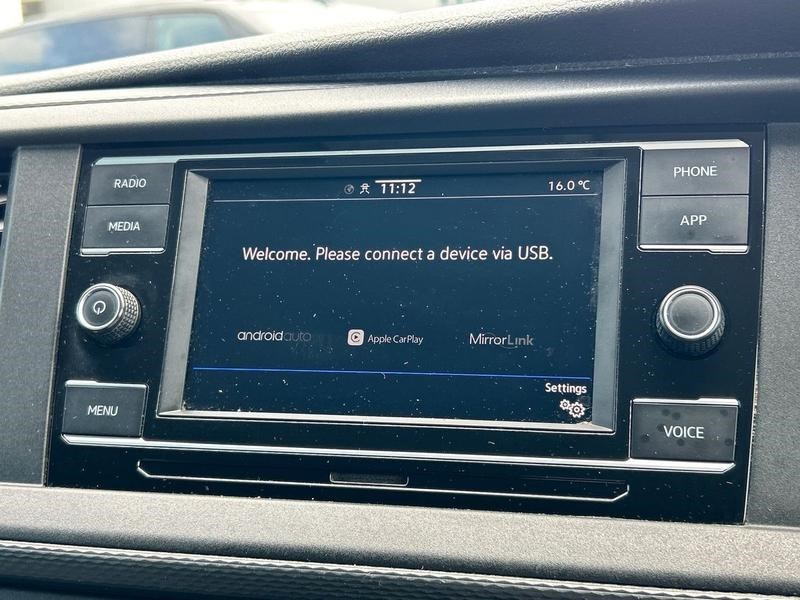 RADIO
MEDIA
11:12
16.0 °C
PHONE
APP
Welcome. Please connect a device via USB.
androidauto
Apple CarPlay
MirrorLink
Settings
MENU
VOICE